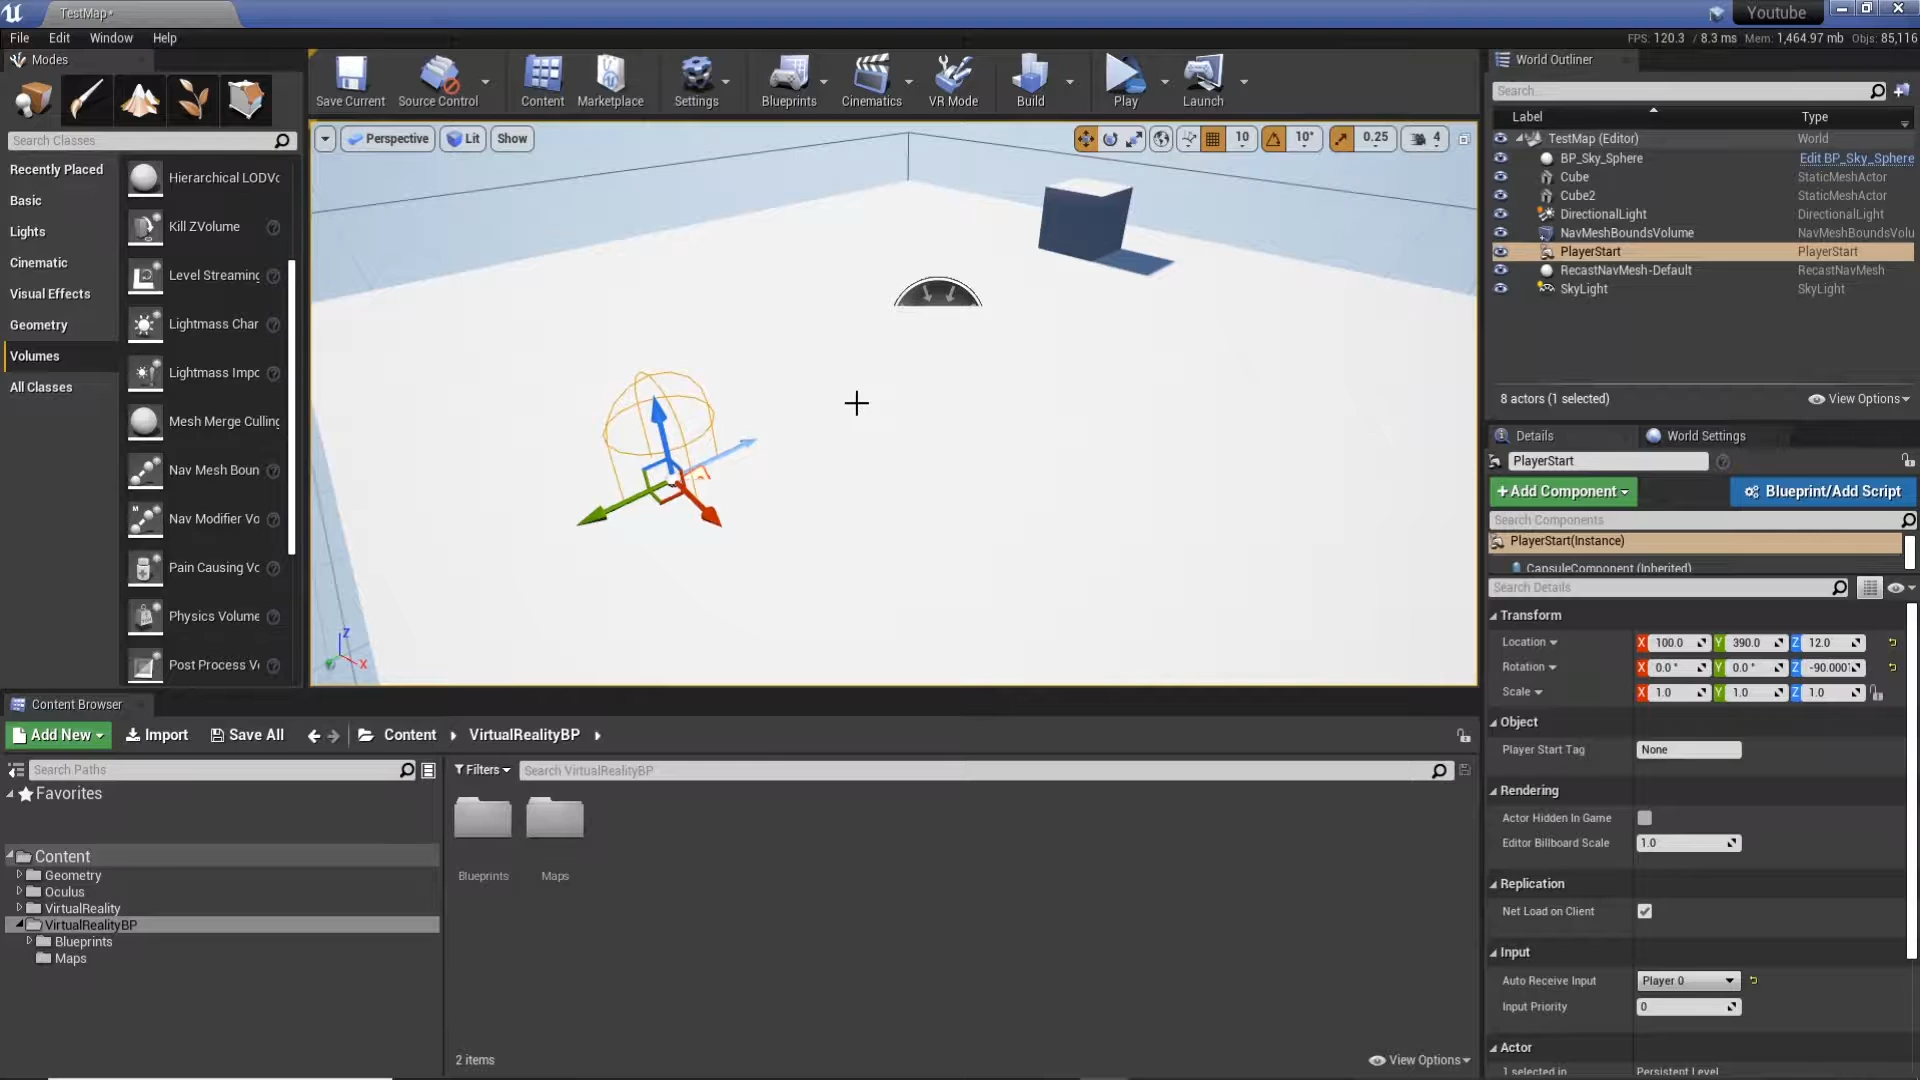 TestMap*
Youtube
File Edit Window Help
FPS: 120.3 / 8.3 ms Mem: 1,464.97 mb Objs: 85,116
Modes
Search Classes
Recently Placed
Basic
Lights
Cinematic
Visual Effects
Geometry
Volumes
All Classes
Hierarchical LODVo
Kill ZVolume
Level Streaming
Lightmass Char
Lightmass Impo
Mesh Merge Culling
Nav Mesh Boun
Nav Modifier Vo
Pain Causing Vo
Physics Volume
Post Process Vo
Save Current
Source Control
Content
Marketplace
Settings
Blueprints
Cinematics
VR Mode
Build
Play
Launch
Perspective Lit Show
10 10° 0.25 4
Z
X
World Outliner
Search...
Label Type
TestMap (Editor) World
BP_Sky_Sphere Edit BP_Sky_Sphere
Cube StaticMeshActor
Cube2 StaticMeshActor
DirectionalLight DirectionalLight
NavMeshBoundsVolume NavMeshBoundsVolu
PlayerStart PlayerStart
RecastNavMesh-Default RecastNavMesh
SkyLight SkyLight
8 actors (1 selected) View Options
Details World Settings
PlayerStart
+Add Component Blueprint/Add Script
Search Components
PlayerStart(Instance)
CapsuleComponent (Inherited)
Search Details
Transform
Location X 100.0 Y 390.0 Z 12.0
Rotation X 0.0 ° Y 0.0 ° Z -90.0001
Scale X 1.0 Y 1.0 Z 1.0
Object
Player Start Tag None
Rendering
Actor Hidden In Game
Editor Billboard Scale 1.0
Replication
Net Load on Client
Input
Auto Receive Input Player 0
Input Priority 0
Actor
1 selected in Persistent Level
Content Browser
Add New Import Save All Content VirtualRealityBP
Search Paths
Favorites
Content
Geometry
Oculus
VirtualReality
VirtualRealityBP
Blueprints
Maps
Filters Search VirtualRealityBP
Blueprints
Maps
2 items
View Options